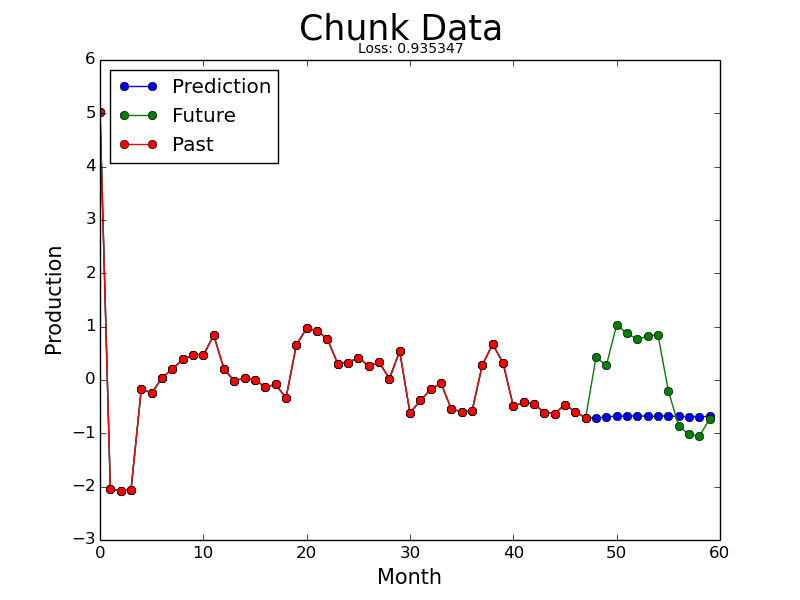 Chunk Data
Loss: 0.935347
Prediction
Future
Past
6
5
4
3
2
1
0
−1
−2
−3
Production
0 10 20 30 40 50 60
Month